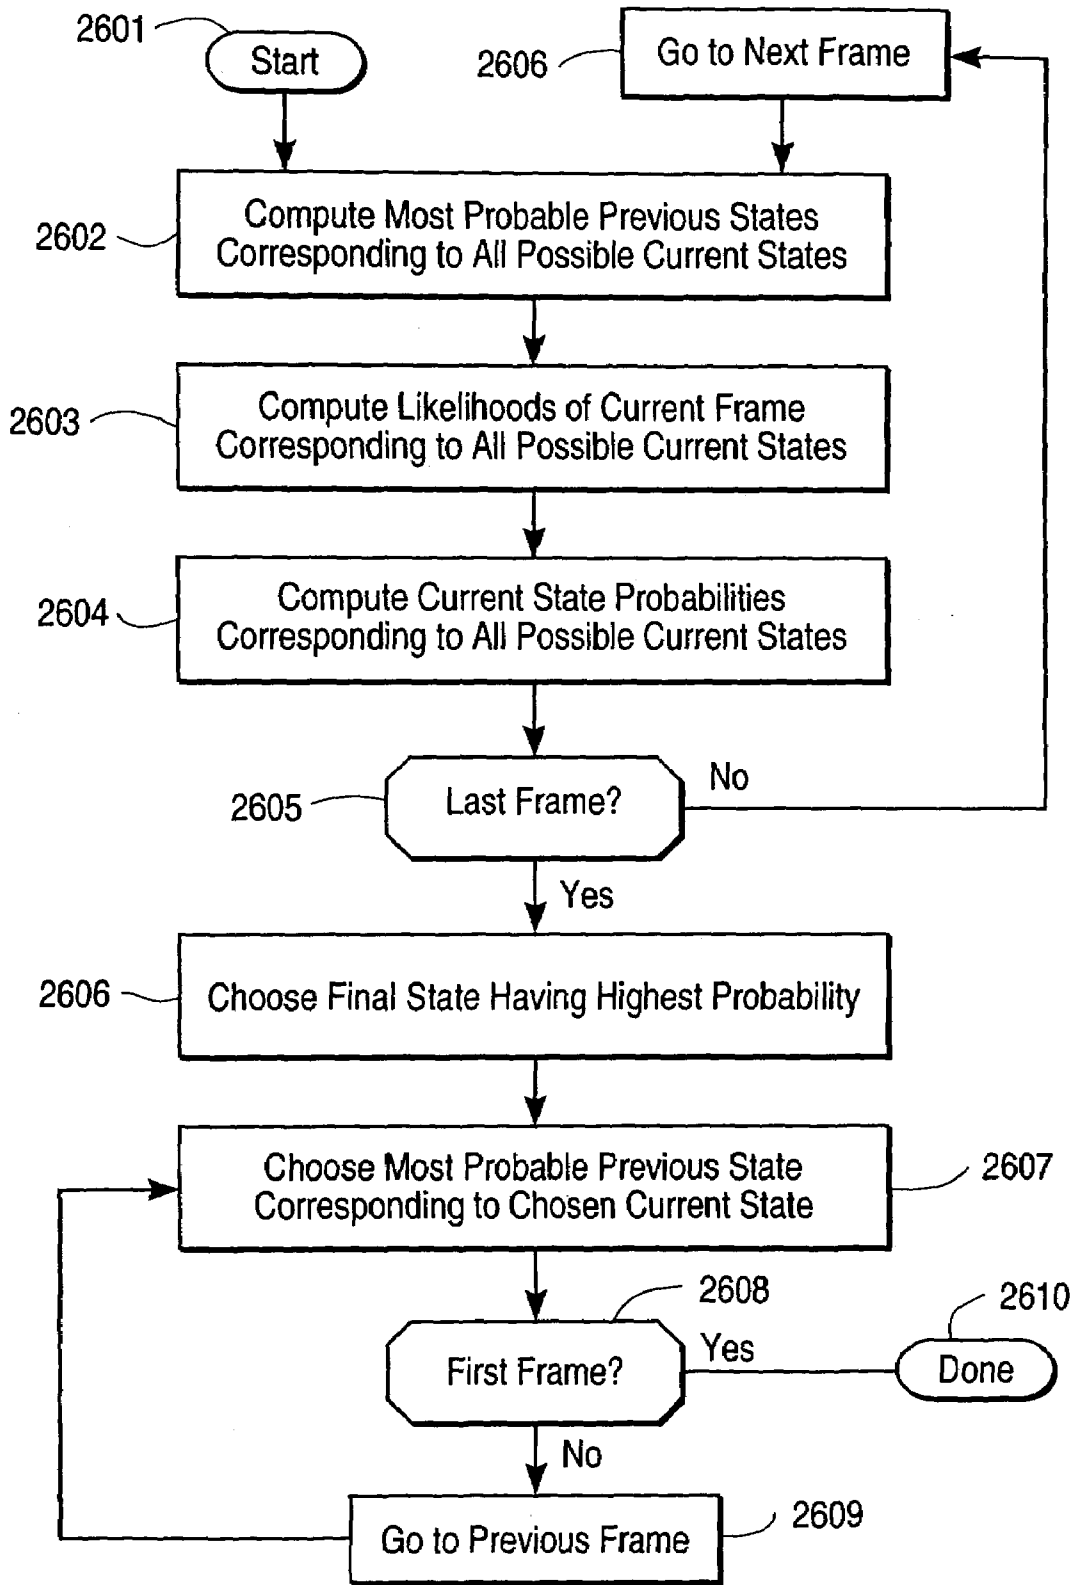 2601
Start
2606
Go to Next Frame
2602
Compute Most Probable Previous States
Corresponding to All Possible Current States
2603
Compute Likelihoods of Current Frame
Corresponding to All Possible Current States
2604
Compute Current State Probabilities
Corresponding to All Possible Current States
2605
Last Frame?
No
Yes
2606
Choose Final State Having Highest Probability
Choose Most Probable Previous State
Corresponding to Chosen Current State
2607
2608
First Frame?
Yes
2610
Done
No
Go to Previous Frame
2609